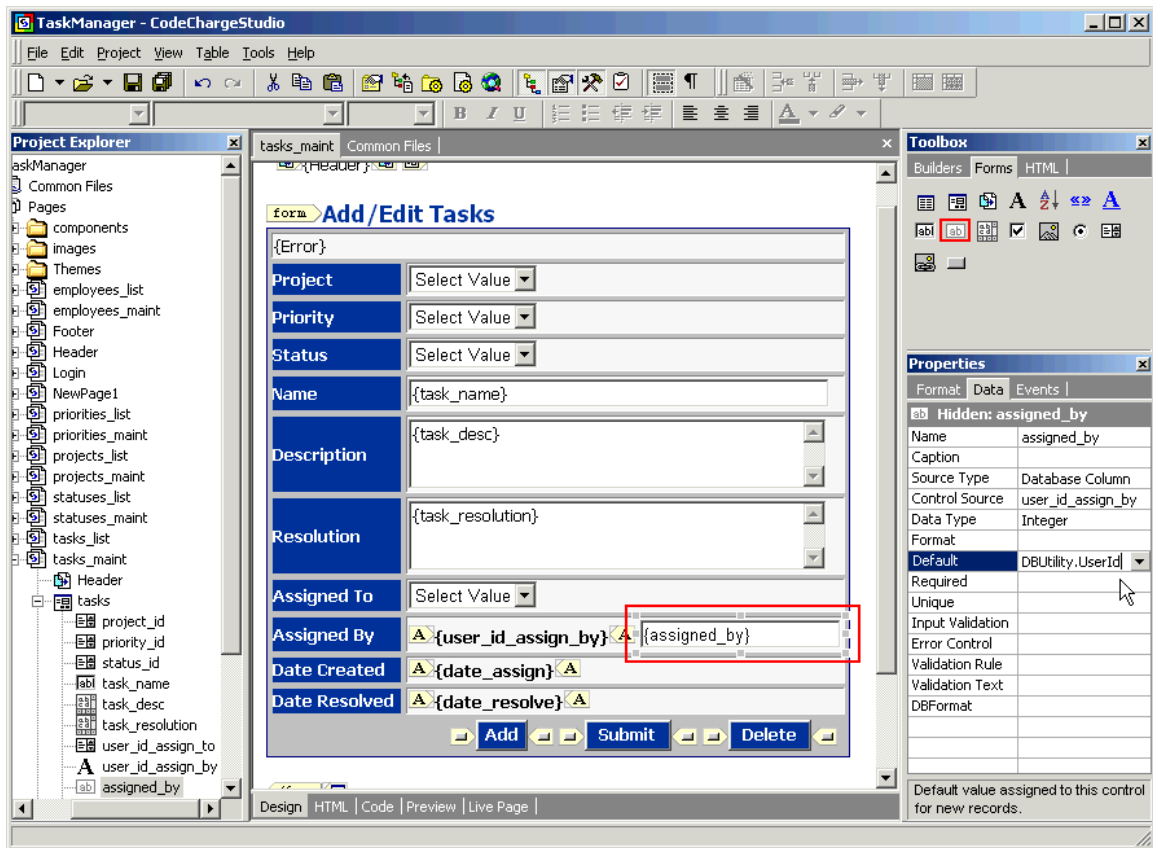 TaskManager - CodeChargeStudio
File Edit Project View Table Tools Help
B I U
A
Project Explorer
askManager
Common Files
Pages
components
images
Themes
employees_list
employees_maint
Footer
Header
Login
NewPage1
priorities_list
priorities_maint
projects_list
projects_maint
statuses_list
statuses_maint
tasks_list
tasks_maint
Header
tasks
project_id
priority_id
status_id
task_name
task_desc
task_resolution
user_id_assign_to
A user_id_assign_by
assigned_by
tasks_maint Common Files
{Header}
form Add/Edit Tasks
{Error}
Project Select Value
Priority Select Value
Status Select Value
Name {task_name}
Description {task_desc}
Resolution {task_resolution}
Assigned To Select Value
Assigned By A {user_id_assign_by} A {assigned_by}
Date Created A {date_assign} A
Date Resolved A {date_resolve} A
Add Submit Delete
Design HTML Code Preview Live Page
Toolbox
Builders Forms HTML
Properties
Format Data Events
Hidden: assigned_by
Name assigned_by
Caption
Source Type Database Column
Control Source user_id_assign_by
Data Type Integer
Format
Default DBUtility.UserId
Required
Unique
Input Validation
Error Control
Validation Rule
Validation Text
DBFormat
Default value assigned to this control
for new records.